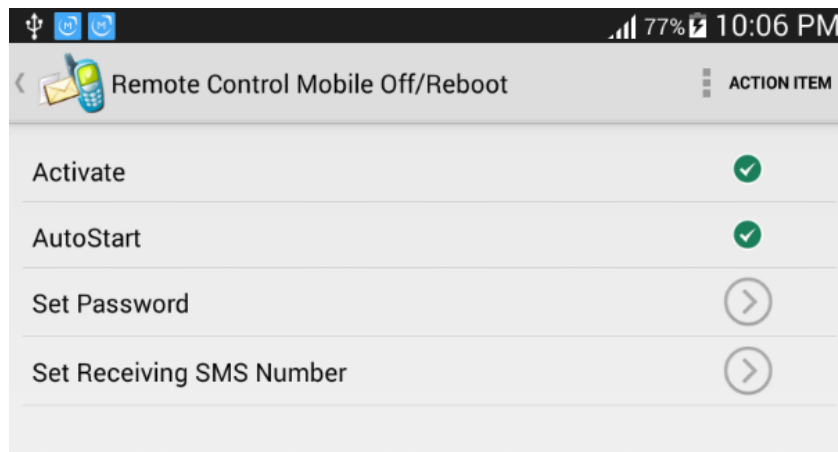 77% 10:06 PM
Remote Control Mobile Off/Reboot ACTION ITEM
Activate
AutoStart
Set Password
Set Receiving SMS Number